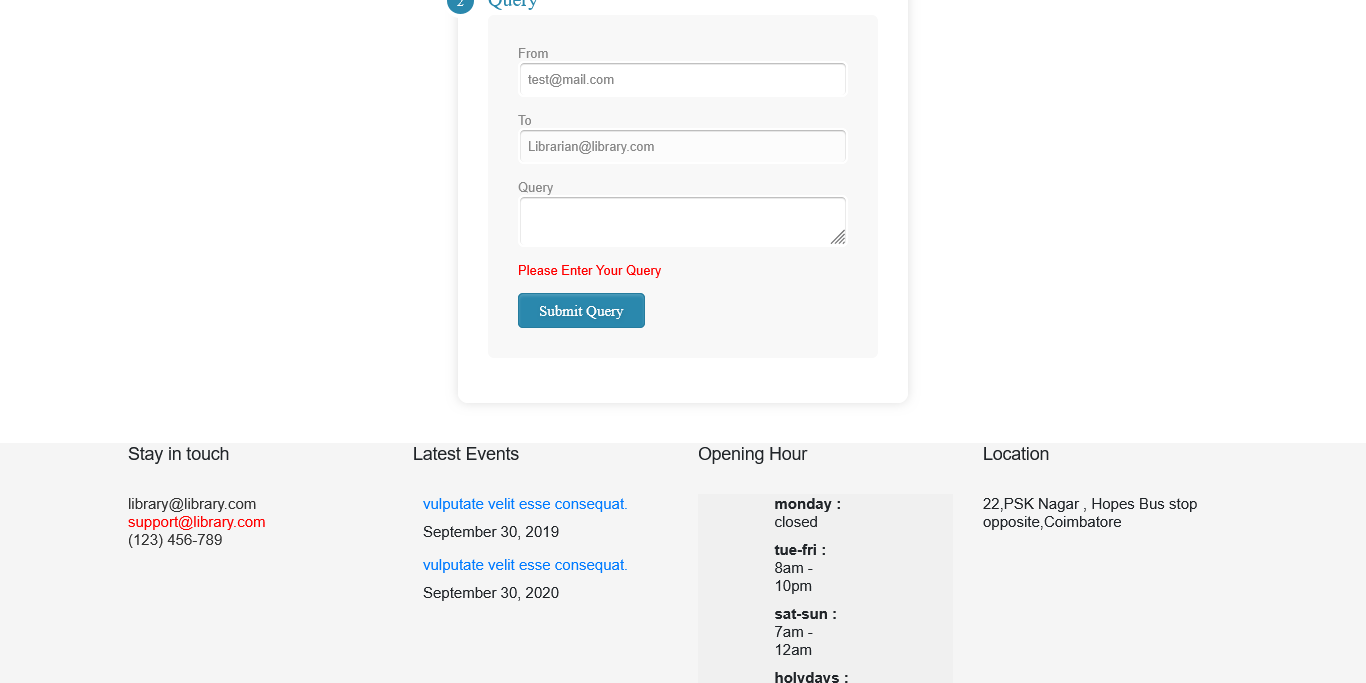 2 Query
From
test@mail.com
To
Librarian@library.com
Query
Please Enter Your Query
Submit Query
Stay in touch
library@library.com
support@library.com
(123) 456-789
Latest Events
vulputate velit esse consequat.
September 30, 2019
vulputate velit esse consequat.
September 30, 2020
Opening Hour
monday :
closed
tue-fri :
8am -
10pm
sat-sun :
7am -
12am
holydays :
Location
22,PSK Nagar , Hopes Bus stop
opposite,Coimbatore